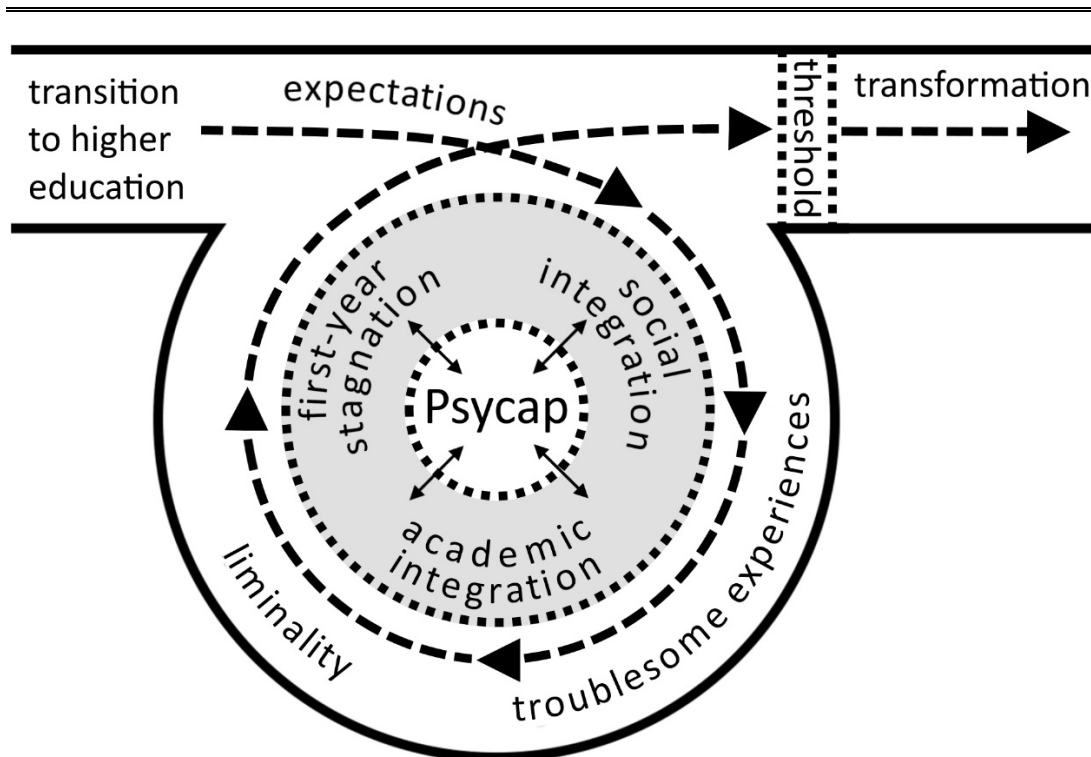 transition
to higher
education
expectations
threshold
transformation
first-year
stagnation
social
integration
Psycap
academic
integration
liminality
troublesome experiences